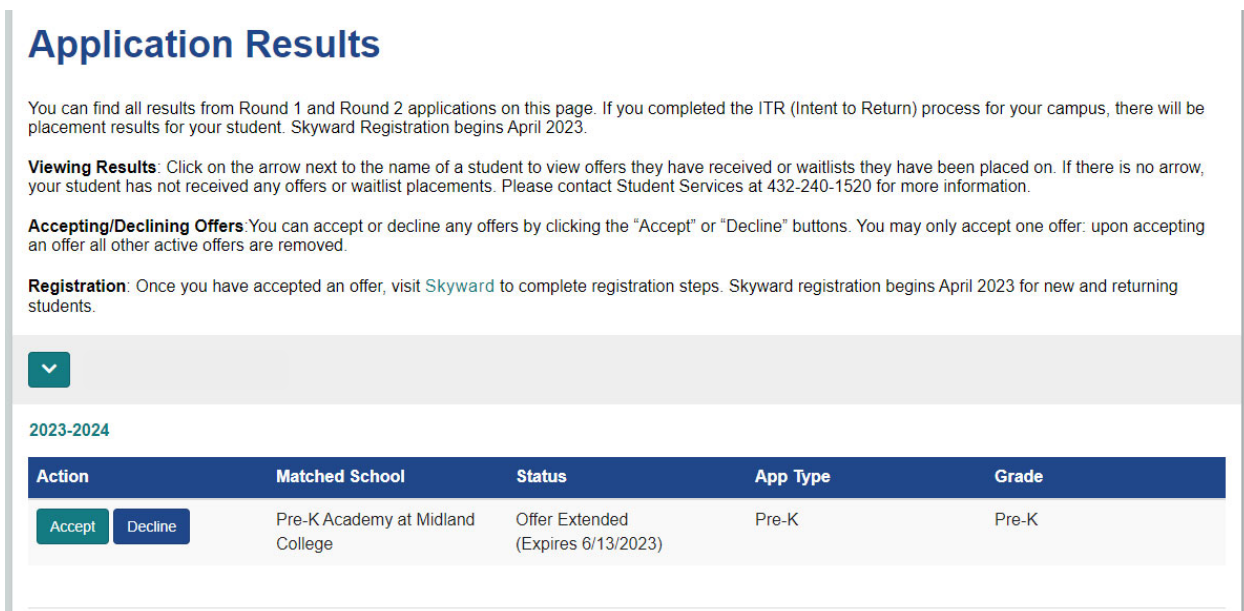 Application Results
You can find all results from Round 1 and Round 2 applications on this page. If you completed the ITR (Intent to Return) process for your campus, there will be
placement results for your student. Skyward Registration begins April 2023.
Viewing Results: Click on the arrow next to the name of a student to view offers they have received or waitlists they have been placed on. If there is no arrow,
your student has not received any offers or waitlist placements. Please contact Student Services at 432-240-1520 for more information.
Accepting/Declining Offers:You can accept or decline any offers by clicking the “Accept” or “Decline” buttons. You may only accept one offer: upon accepting
an offer all other active offers are removed.
Registration: Once you have accepted an offer, visit Skyward to complete registration steps. Skyward registration begins April 2023 for new and returning
students.
2023-2024
Action Matched School Status App Type Grade
Accept Decline Pre-K Academy at Midland Offer Extended Pre-K Pre-K
College (Expires 6/13/2023)